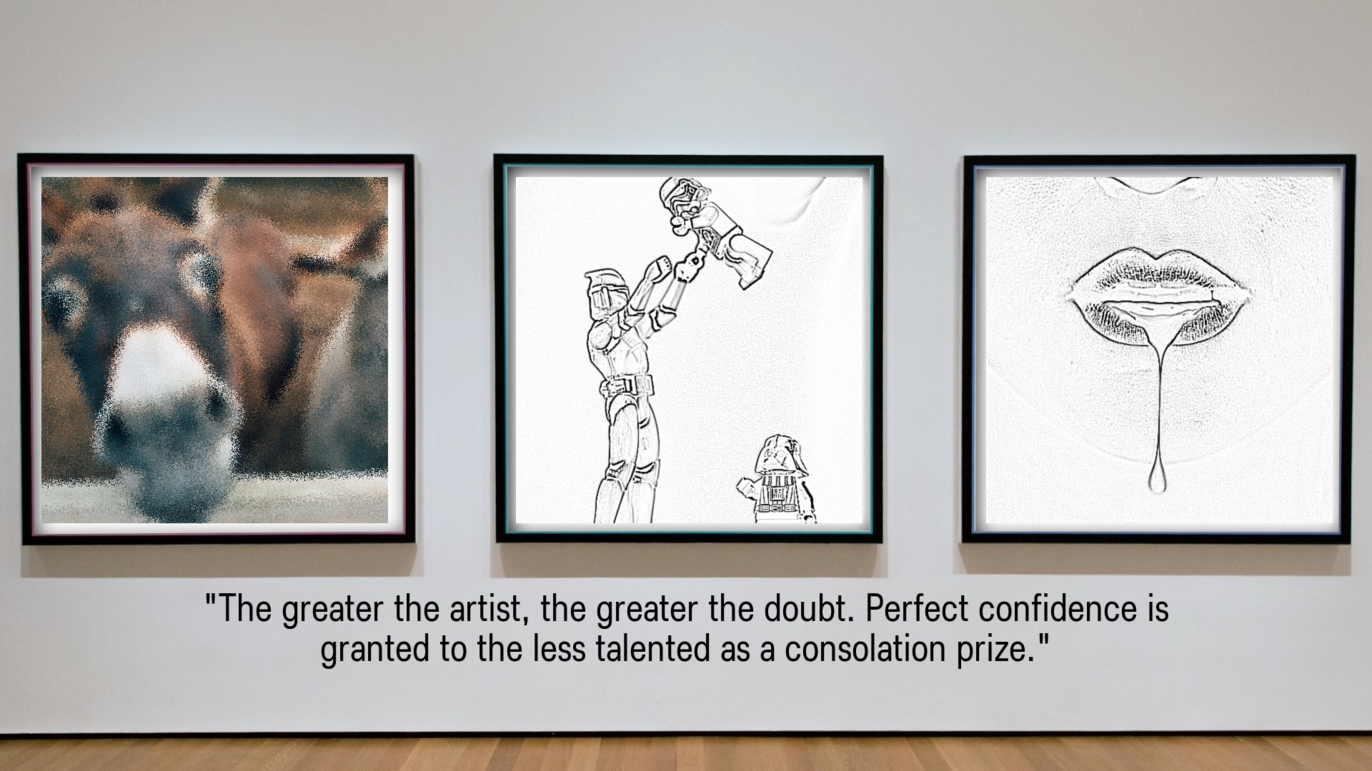 "The greater the artist, the greater the doubt. Perfect confidence is
granted to the less talented as a consolation prize."